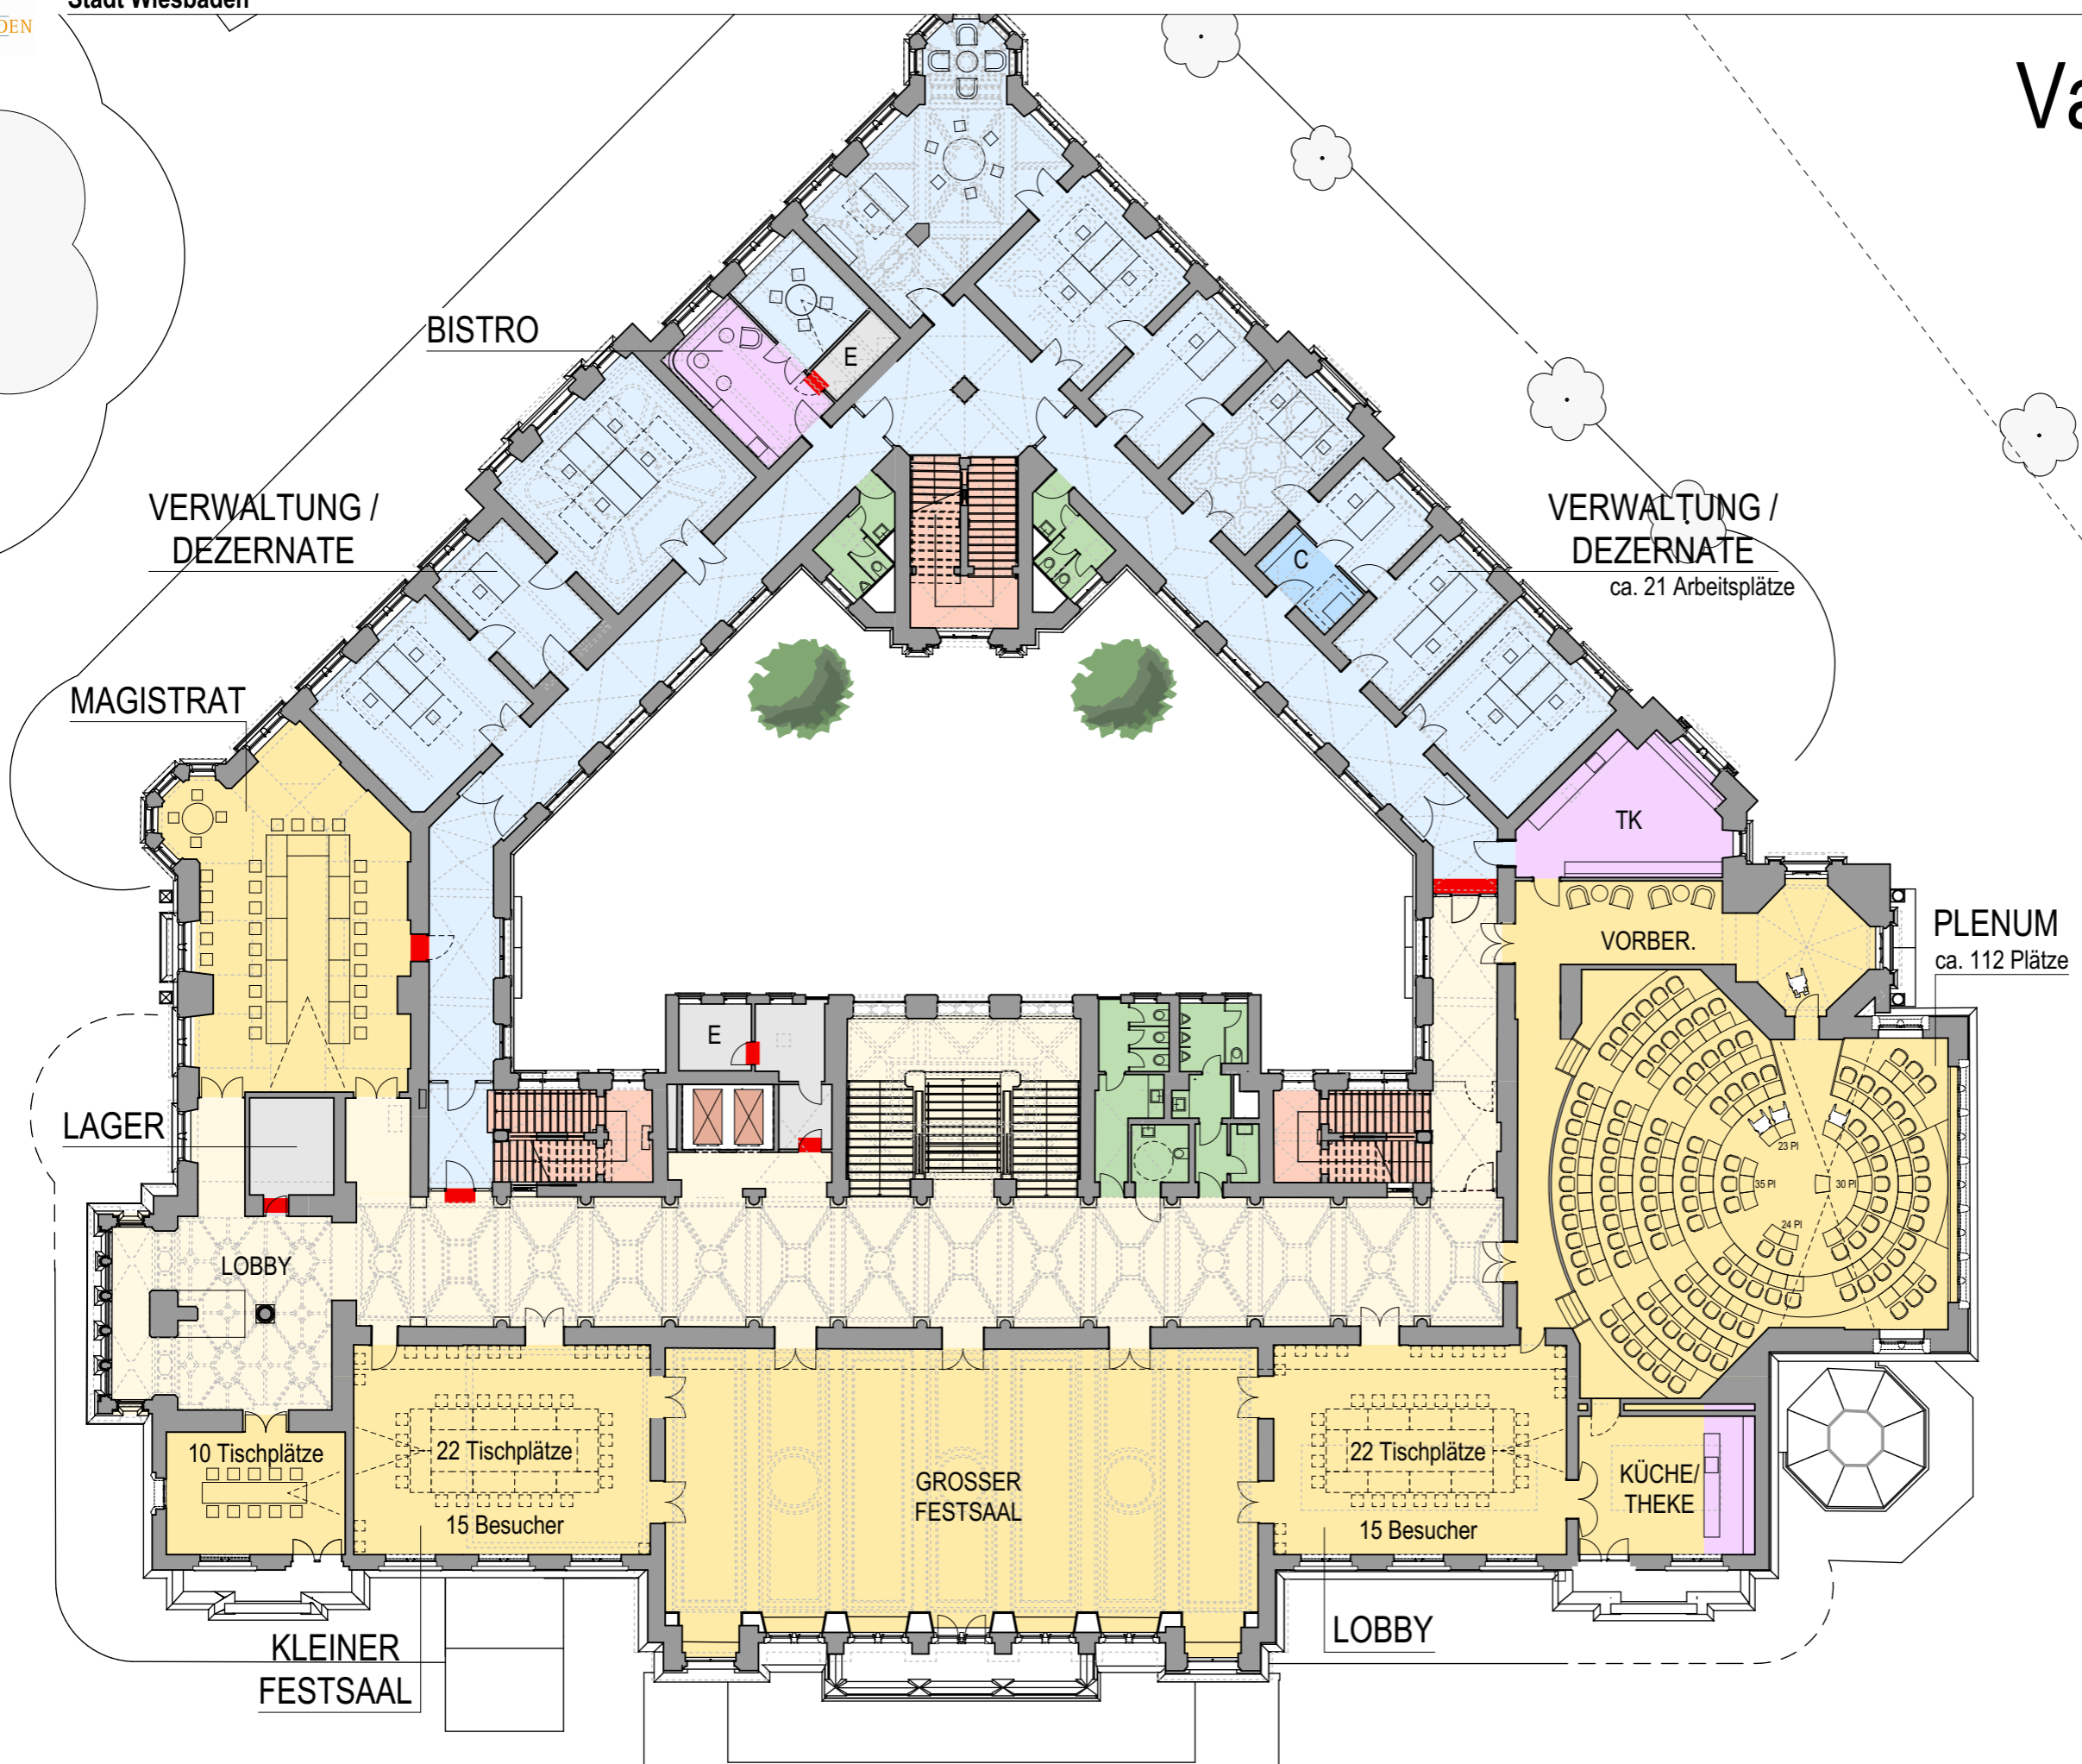 Stadt Wiesbaden
DEN
Va
BISTRO
E
VERWALTUNG /
DEZERNATE
VERWALTUNG /
DEZERNATE
ca. 21 Arbeitsplätze
C
MAGISTRAT
TK
VORBER.
PLENUM
ca. 112 Plätze
E
LAGER
23 Pl
35 Pl
30 Pl
24 Pl
LOBBY
10 Tischplätze
22 Tischplätze
15 Besucher
GROSSER
FESTSAAL
22 Tischplätze
15 Besucher
KÜCHE/
THEKE
KLEINER
FESTSAAL
LOBBY